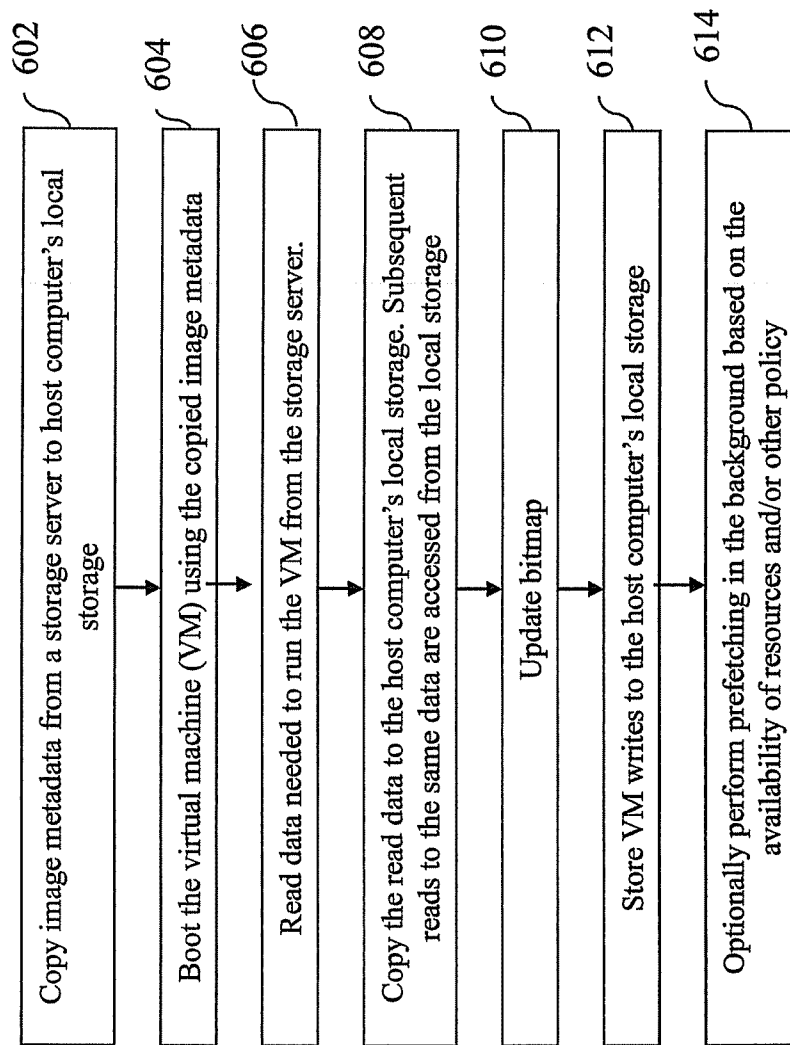 602
Copy image metadata from a storage server to host computer's local
storage
604
Boot the virtual machine (VM) using the copied image metadata
606
Read data needed to run the VM from the storage server.
608
Copy the read data to the host computer's local storage. Subsequent
reads to the same data are accessed from the local storage
610
Update bitmap
612
Store VM writes to the host computer's local storage
614
Optionally perform prefetching in the background based on the
availability of resources and/or other policy